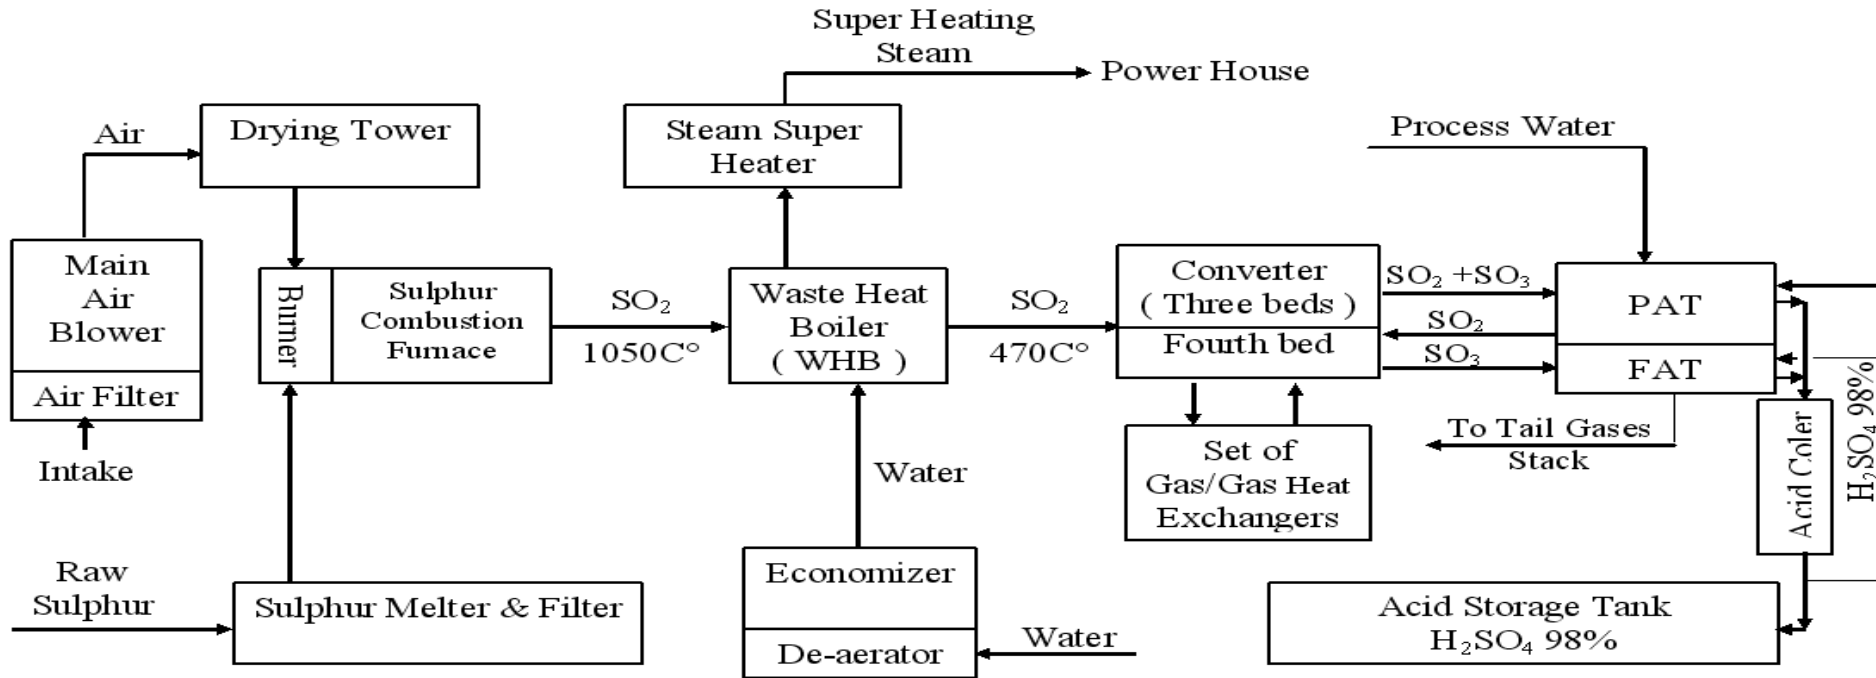 Super Heating
Steam
Power House
Air
Drying Tower
Steam Super
Heater
Process Water
Main
Air
Blower
Air Filter
Intake
Burner
Sulphur
Combustion
Furnace
SO₂
1050C°
Waste Heat
Boiler
( WHB )
SO₂
470C°
Converter
( Three beds )
Fourth bed
SO₂ +SO₃
SO₂
SO₃
PAT
FAT
To Tail Gases
Stack
Set of
Gas/Gas Heat
Exchangers
Acid Coler
H₂SO₄ 98%
Water
Raw
Sulphur
Sulphur Melter & Filter
Economizer
De-aerator
Water
Acid Storage Tank
H₂SO₄ 98%